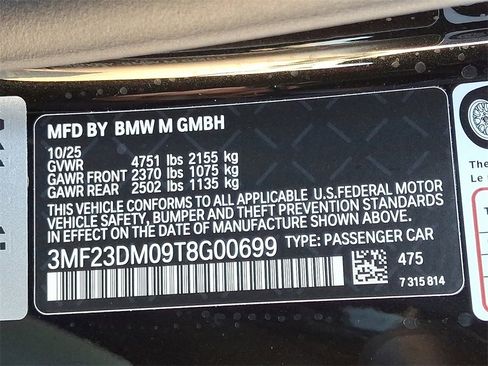 MFD BY BMW M GMBH
10/25
GVWR 4751 lbs 2155 kg
GAWR FRONT 2370 lbs 1075 kg
GAWR REAR 2502 lbs 1135 kg
THIS VEHICLE CONFORMS TO ALL APPLICABLE U.S.FEDERAL MOTOR
VEHICLE SAFETY, BUMPER AND THEFT PREVENTION STANDARDS
IN EFFECT ON THE DATE OF MANUFACTURE SHOWN ABOVE.
3MF23DM09T8G00699 TYPE: PASSENGER CAR
475
7 315 814
The
Le